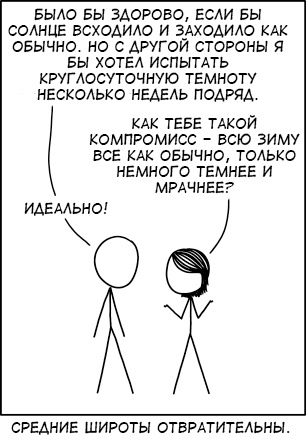 БЫЛО БЫ ЗДОРОВО, ЕСЛИ БЫ
СОЛНЦЕ ВСХОДИЛО И ЗАХОДИЛО КАК
ОБЫЧНО. НО С ДРУГОЙ СТОРОНЫ Я
БЫ ХОТЕЛ ИСПЫТАТЬ
КРУГЛОСУТОЧНУЮ ТЕМНОТУ
НЕСКОЛЬКО НЕДЕЛЬ ПОДРЯД.
КАК ТЕБЕ ТАКОЙ
КОМПРОМИСС - ВСЮ ЗИМУ
ВСЕ КАК ОБЫЧНО, ТОЛЬКО
НЕМНОГО ТЕМНЕЕ И
МРАЧНЕЕ?
ИДЕАЛЬНО!
СРЕДНИЕ ШИРОТЫ ОТВРАТИТЕЛЬНЫ.